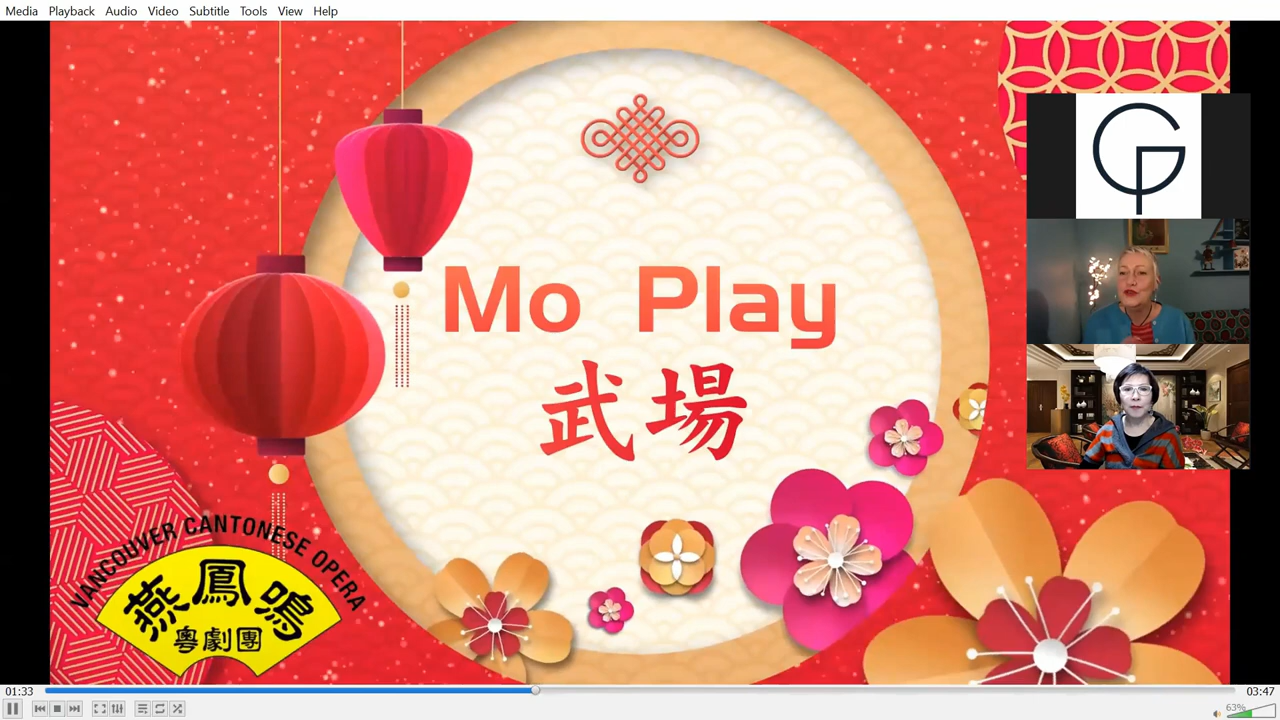 Media Playback Audio Video Subtitle Tools View Help
Mo Play
武場
VANCOUVER CANTONESE OPERA
燕鳳鳴
粵劇團
01:33
03:47
63%